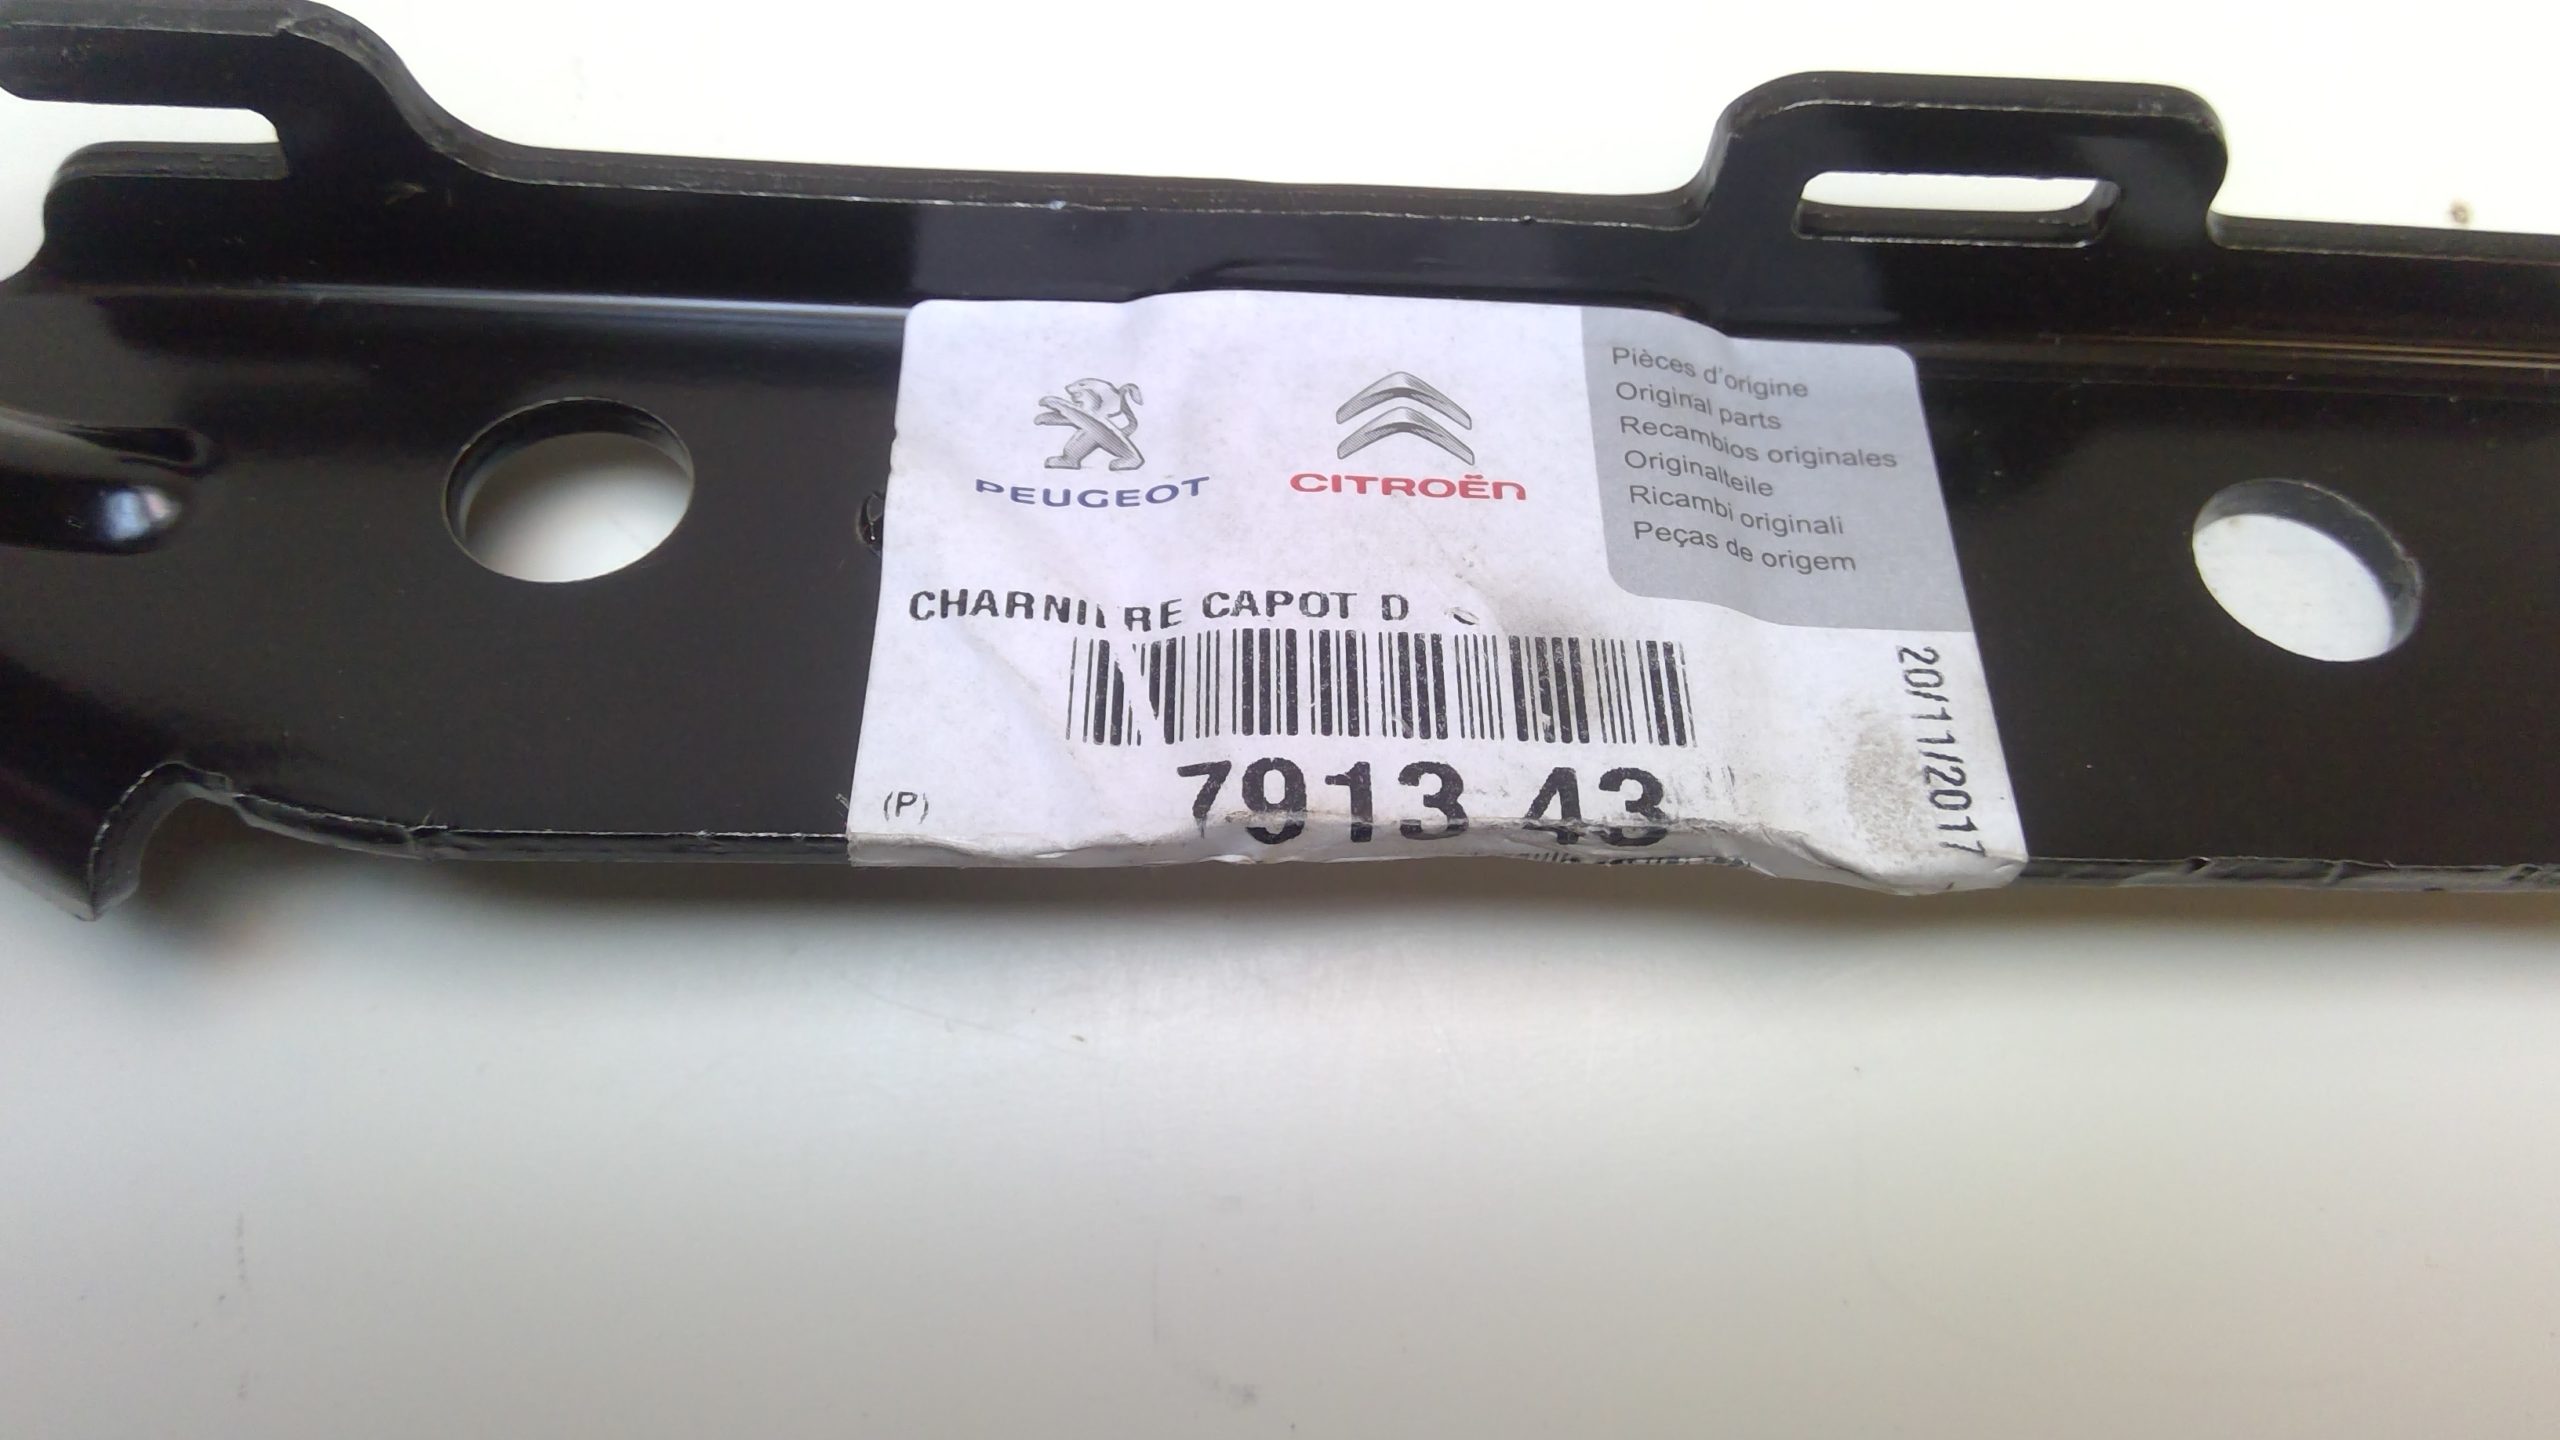 PEUGEOT
CITROËN
Pièces d'origine
Original parts
Recambios originales
Originalteile
Ricambi originali
Peças de origem
CAPOT D
(P)
7913 43
20/11/2017